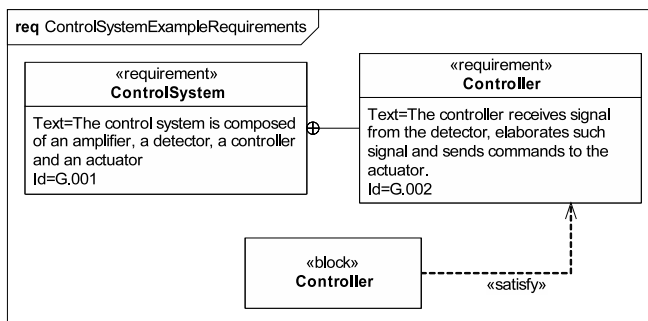 req ControlSystemExampleRequirements
«requirement»
ControlSystem
Text=The control system is composed
of an amplifier, a detector, a controller
and an actuator
Id=G.001
«requirement»
Controller
Text=The controller receives signal
from the detector, elaborates such
signal and sends commands to the
actuator.
Id=G.002
«block»
Controller
«satisfy»